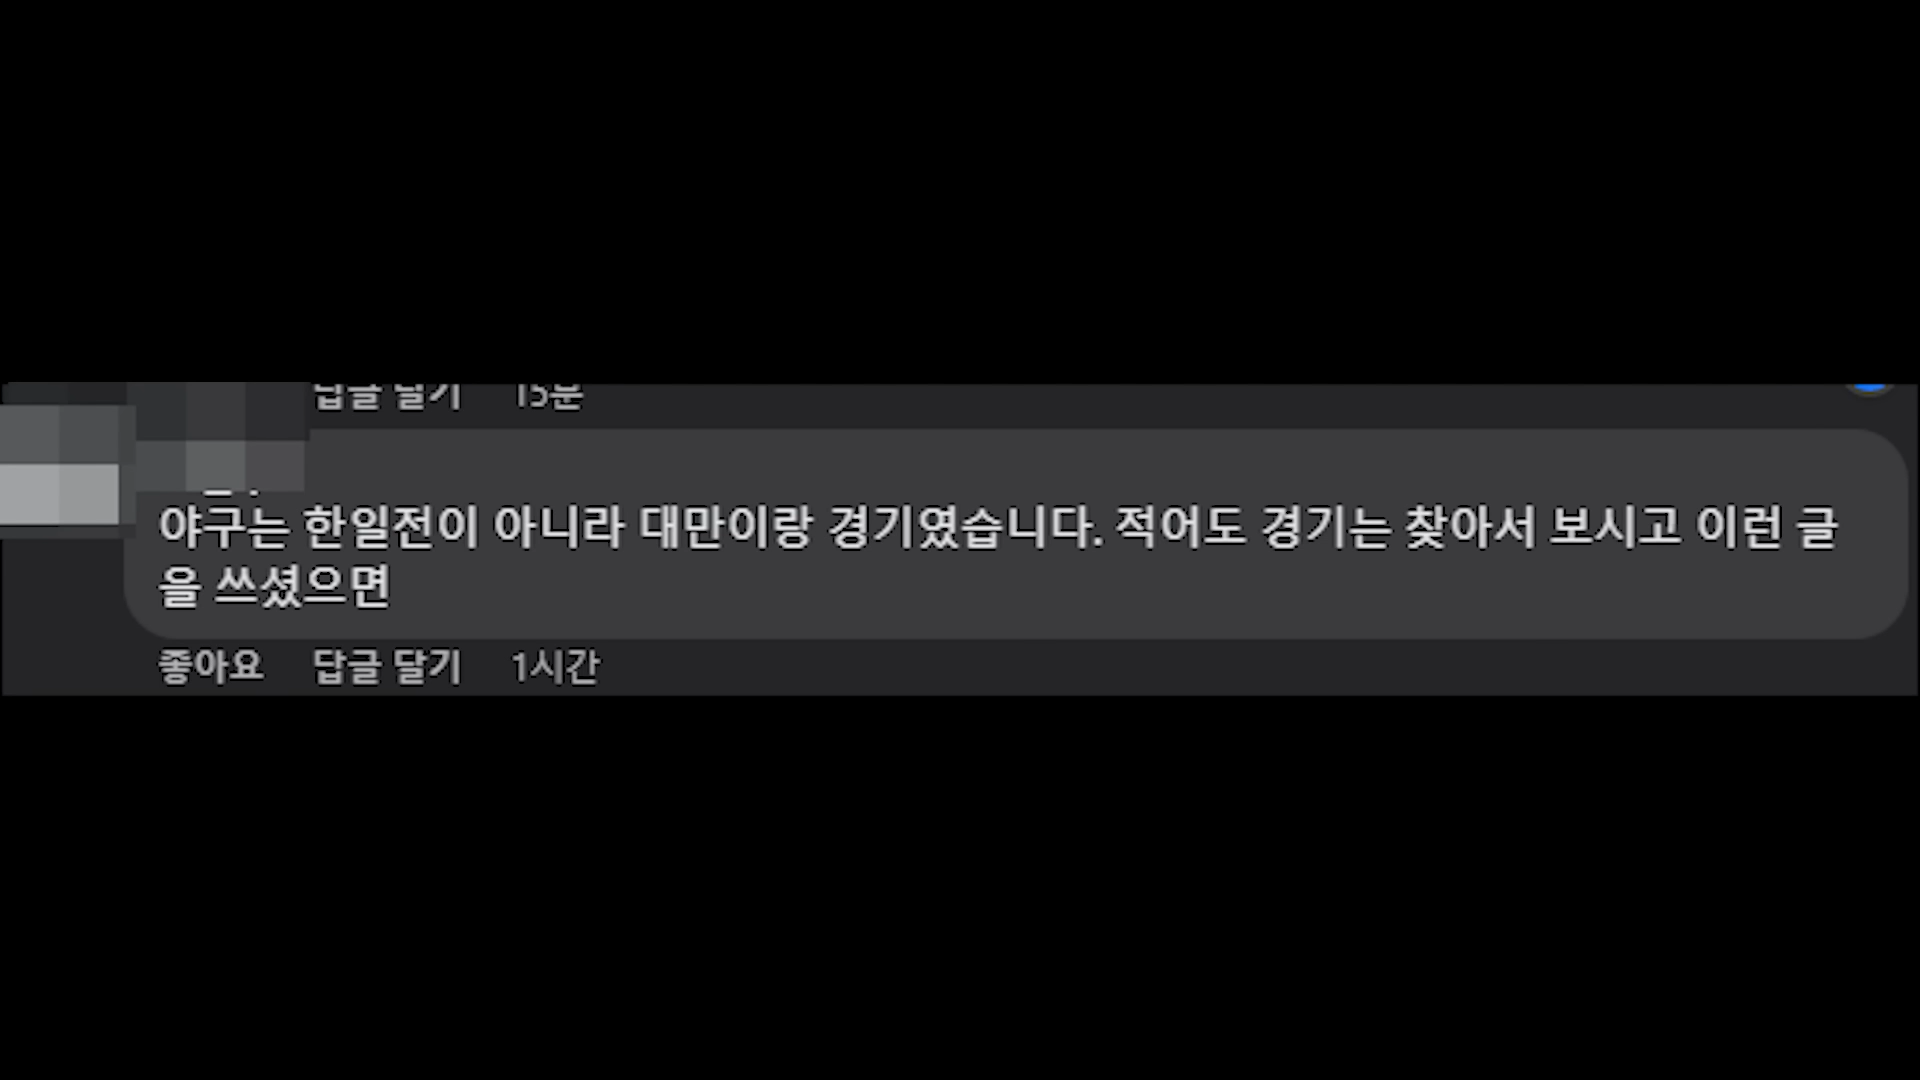 답글 달기 15분
야구는 한일전이 아니라 대만이랑 경기였습니다. 적어도 경기는 찾아서 보시고 이런 글
을 쓰셨으면
좋아요 답글 달기 1시간